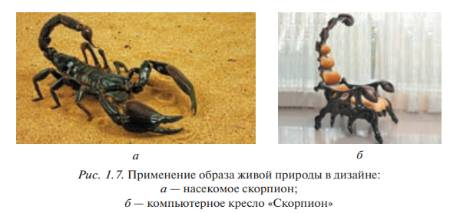 а
б
Рис. 1.7. Применение образа живой природы в дизайне:
а — насекомое скорпион;
б — компьютерное кресло «Скорпион»